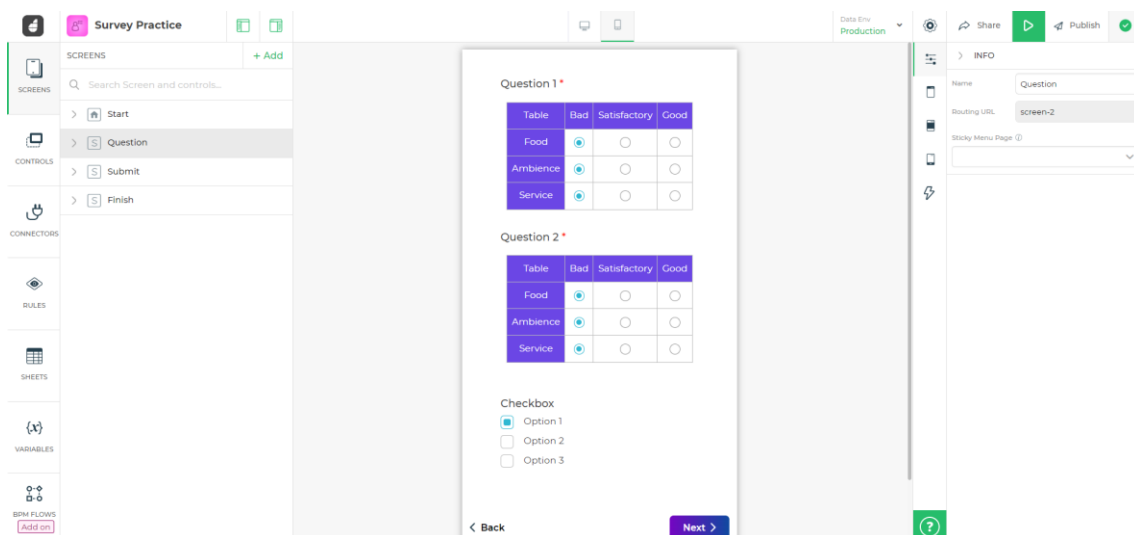 Survey Practice
Data Env
Production
Share
Publish
SCREENS
CONTROLS
CONNECTORS
RULES
SHEETS
{x}
VARIABLES
BPM FLOWS
Add on
SCREENS
+ Add
Search Screen and controls...
Start
S Question
S Submit
S Finish
Question 1 *
Table Bad Satisfactory Good
Food
Ambience
Service
Question 2 *
Table Bad Satisfactory Good
Food
Ambience
Service
Checkbox
Option 1
Option 2
Option 3
< Back
Next >
> INFO
Name Question
Routing URL screen-2
Sticky Menu Page
?